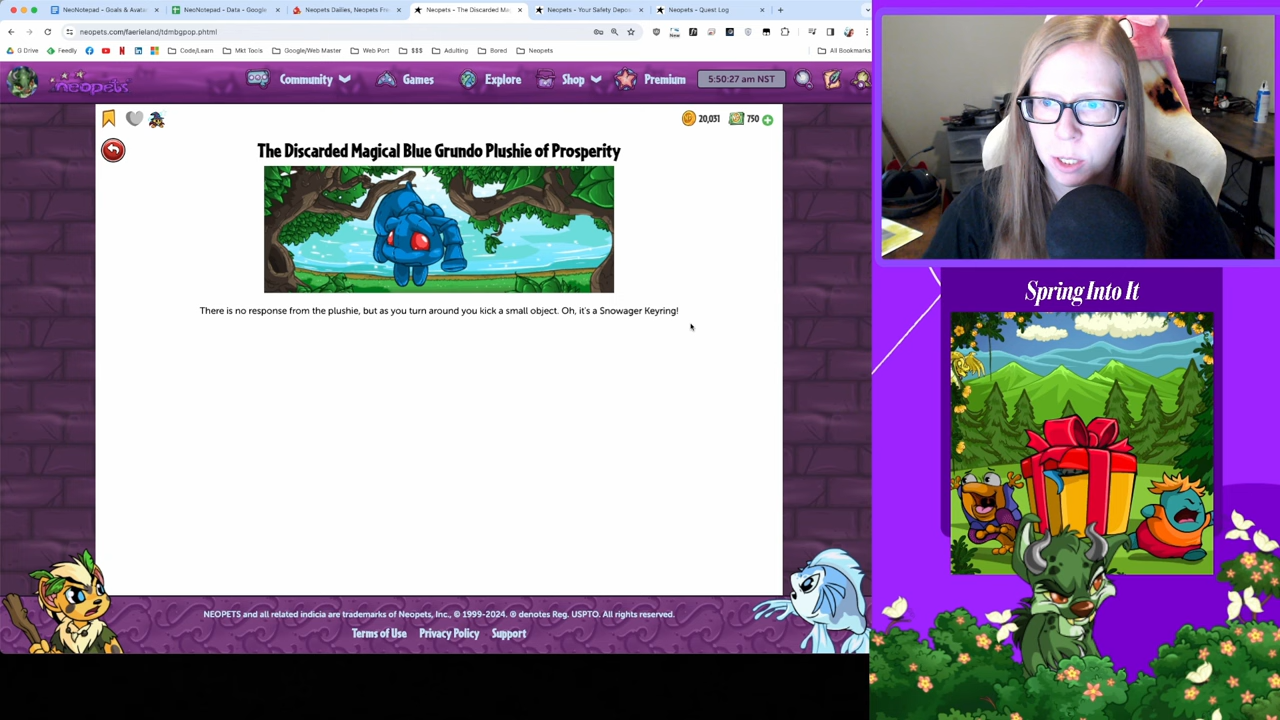 NeoNotepad - Goals & Avata
NeoNotepad - Data - Google
Neopets Dailies, Neopets Fre
Neopets - The Discarded Ma
Neopets - Your Safety Depos
Neopets - Quest Log
neopets.com/faerieland/tdmbgpop.phtml
G Drive
Feedly
Code/Learn
Mkt Tools
Google/Web Master
Web Port
$$$
Adulting
Bored
Neopets
All Bookmarks
neopets
Community
Games
Explore
Shop
Premium
5:50:27 am NST
20,031
750
The Discarded Magical Blue Grundo Plushie of Prosperity
There is no response from the plushie, but as you turn around you kick a small object. Oh, it's a Snowager Keyring!
Spring Into It
NEOPETS and all related indicia are trademarks of Neopets, Inc., © 1999-2024. ® denotes Reg. USPTO. All rights reserved.
Terms of Use
Privacy Policy
Support